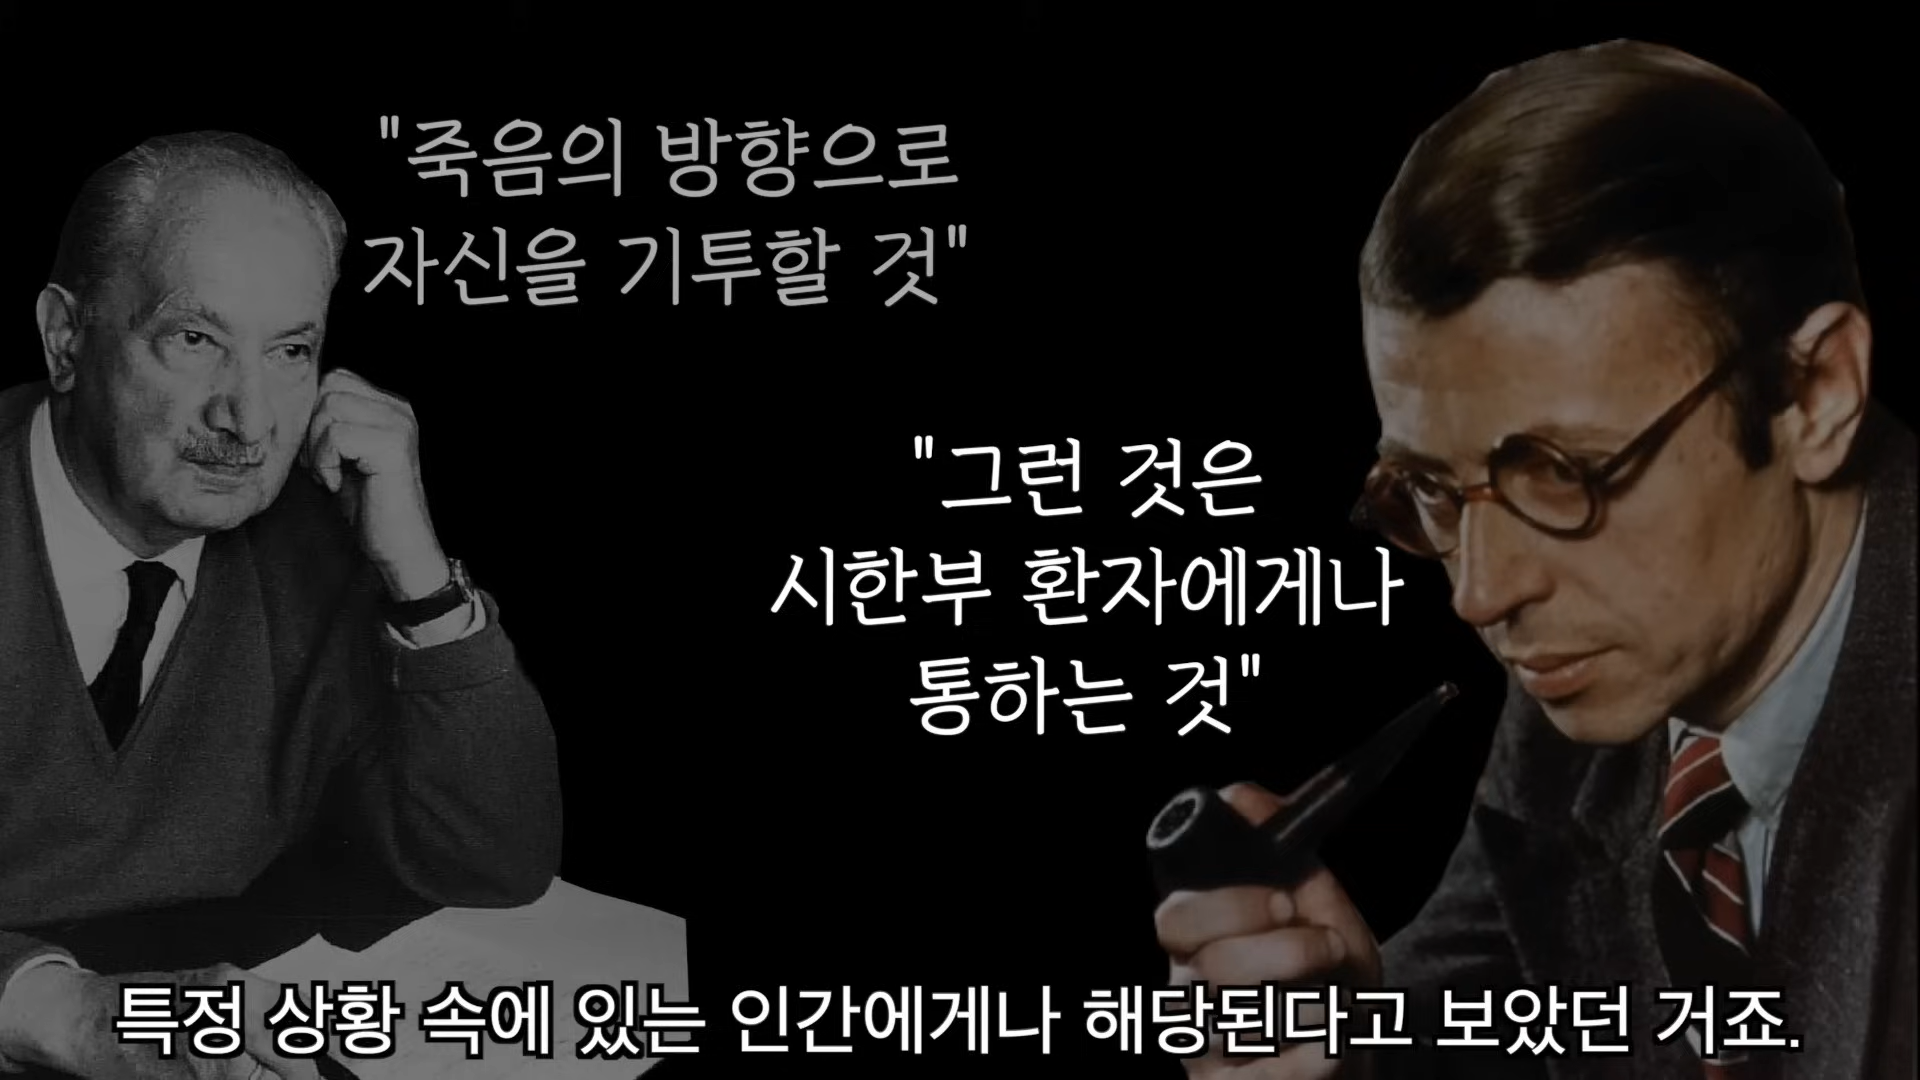 "죽음의 방향으로
자신을 기투할 것"
"그런 것은
시한부 환자에게나
통하는 것"
특정 상황 속에 있는 인간에게나 해당된다고 보았던 거죠.